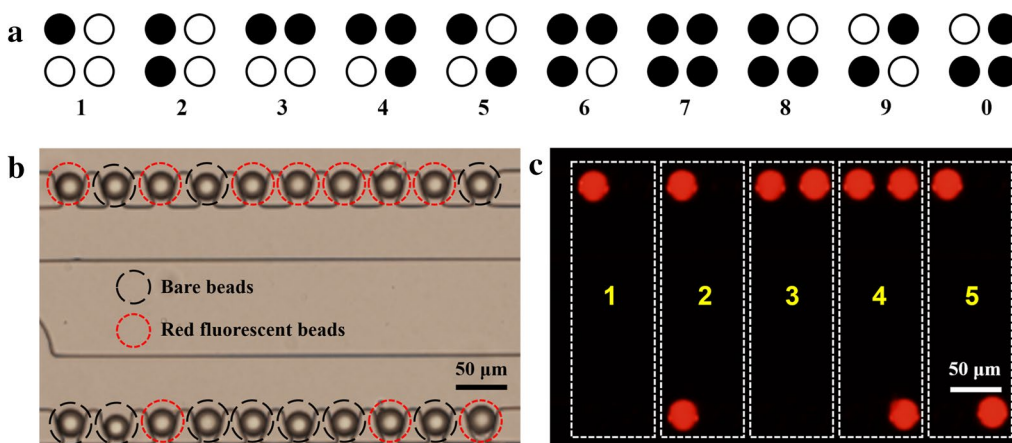 a
1 2 3 4 5 6 7 8 9 0
b
Bare beads
Red fluorescent beads
50 µm
c
1 2 3 4 5
50 µm